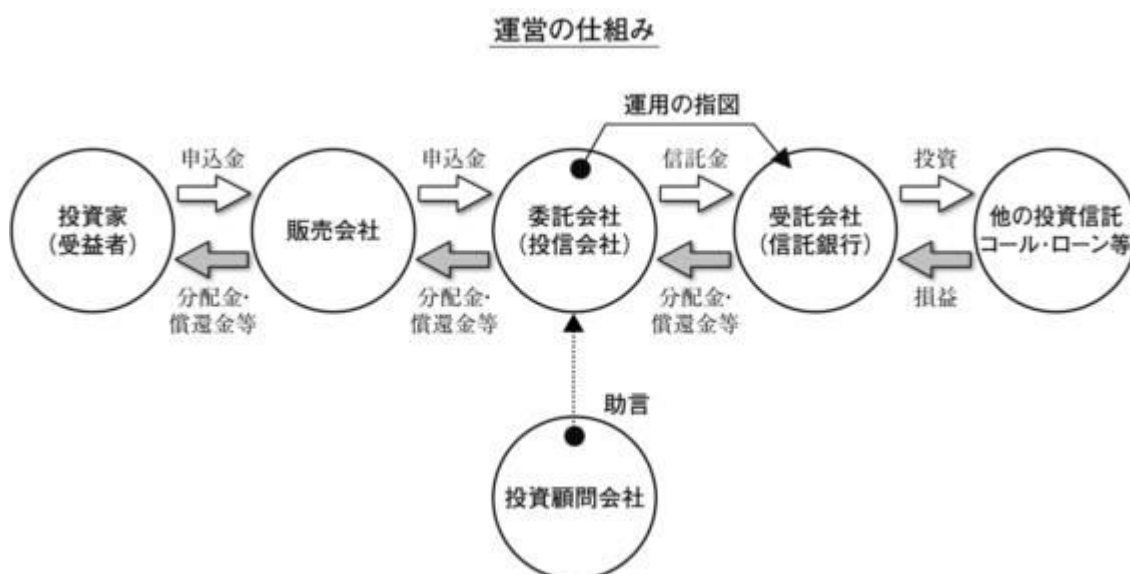 運営の仕組み
運用の指図
申込金
申込金
信託金
投資
投資家
（受益者）
販売会社
委託会社
（投信会社）
受託会社
（信託銀行）
他の投資信託
コール・ローン等
分配金・
償還金等
分配金・
償還金等
分配金・
償還金等
損益
助言
投資顧問会社